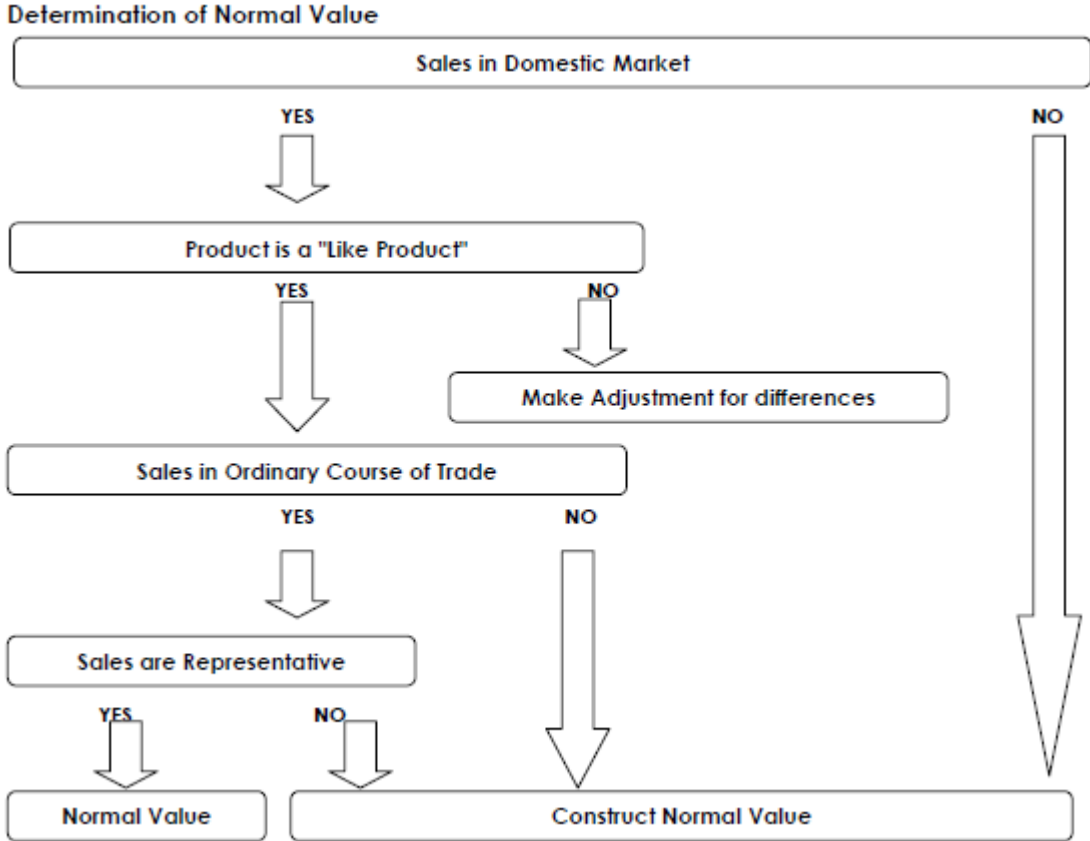 Determination of Normal Value
Sales in Domestic Market
YES
NO
Product is a "Like Product"
YES
NO
Make Adjustment for differences
Sales in Ordinary Course of Trade
YES
NO
Sales are Representative
YES
NO
Normal Value
Construct Normal Value